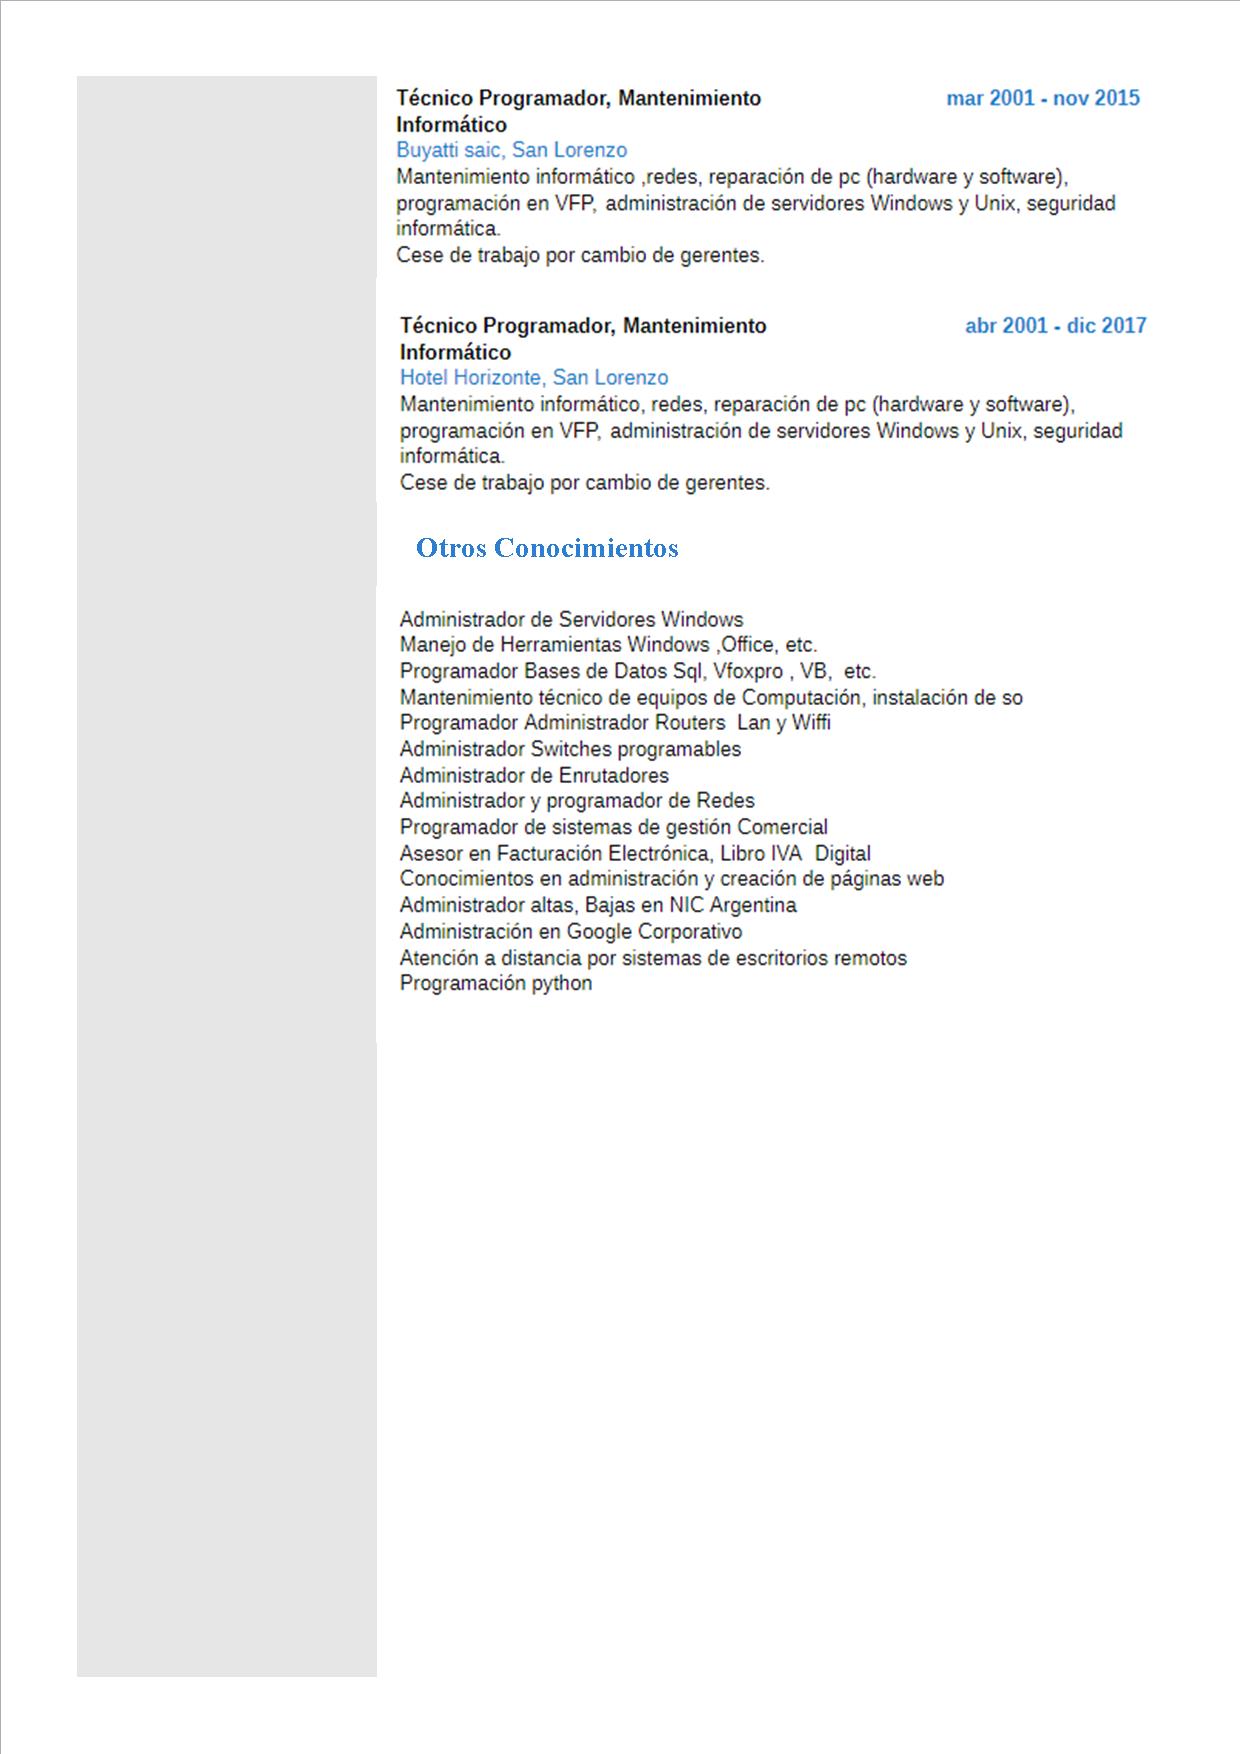 Técnico Programador, Mantenimiento mar 2001 - nov 2015
Informático
Buyatti saic, San Lorenzo
Mantenimiento informático ,redes, reparación de pc (hardware y software),
programación en VFP, administración de servidores Windows y Unix, seguridad
informática.
Cese de trabajo por cambio de gerentes.
Técnico Programador, Mantenimiento abr 2001 - dic 2017
Informático
Hotel Horizonte, San Lorenzo
Mantenimiento informático, redes, reparación de pc (hardware y software),
programación en VFP, administración de servidores Windows y Unix, seguridad
informática.
Cese de trabajo por cambio de gerentes.
Otros Conocimientos
Administrador de Servidores Windows
Manejo de Herramientas Windows ,Office, etc.
Programador Bases de Datos Sql, Vfoxpro , VB, etc.
Mantenimiento técnico de equipos de Computación, instalación de so
Programador Administrador Routers Lan y Wiffi
Administrador Switches programables
Administrador de Enrutadores
Administrador y programador de Redes
Programador de sistemas de gestión Comercial
Asesor en Facturación Electrónica, Libro IVA Digital
Conocimientos en administración y creación de páginas web
Administrador altas, Bajas en NIC Argentina
Administración en Google Corporativo
Atención a distancia por sistemas de escritorios remotos
Programación python